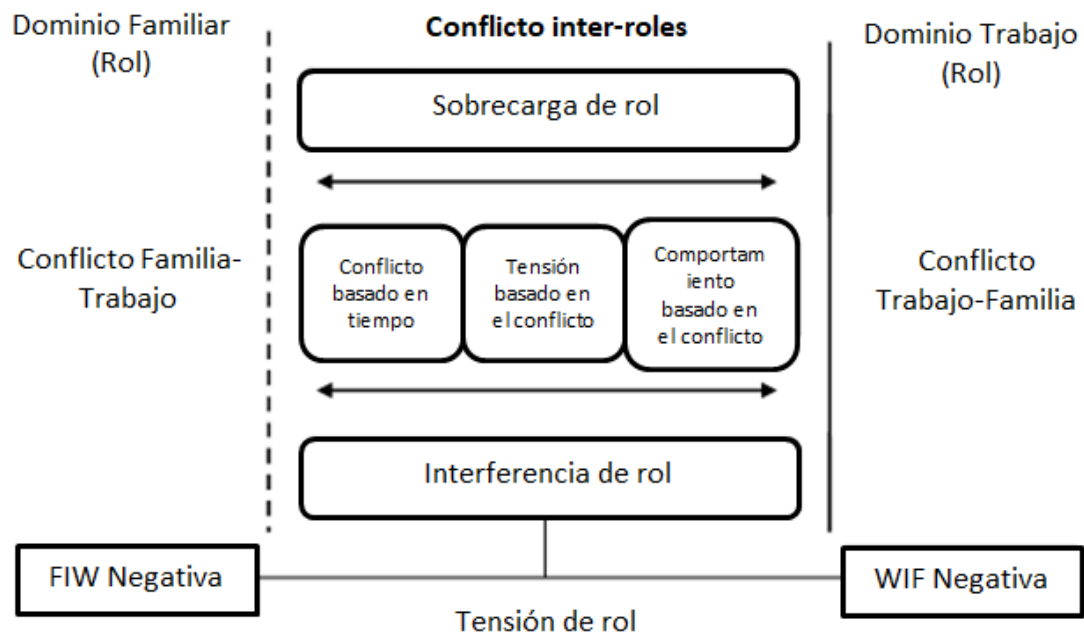 Dominio Familiar
(Rol)
Conflicto inter-roles
Dominio Trabajo
(Rol)
Sobrecarga de rol
Conflicto Familia-
Trabajo
Conflicto
basado en
tiempo
Tensión
basado en
el conflicto
Comportam
iento
basado en
el conflicto
Conflicto
Trabajo-Familia
Interferencia de rol
FIW Negativa
WIF Negativa
Tensión de rol